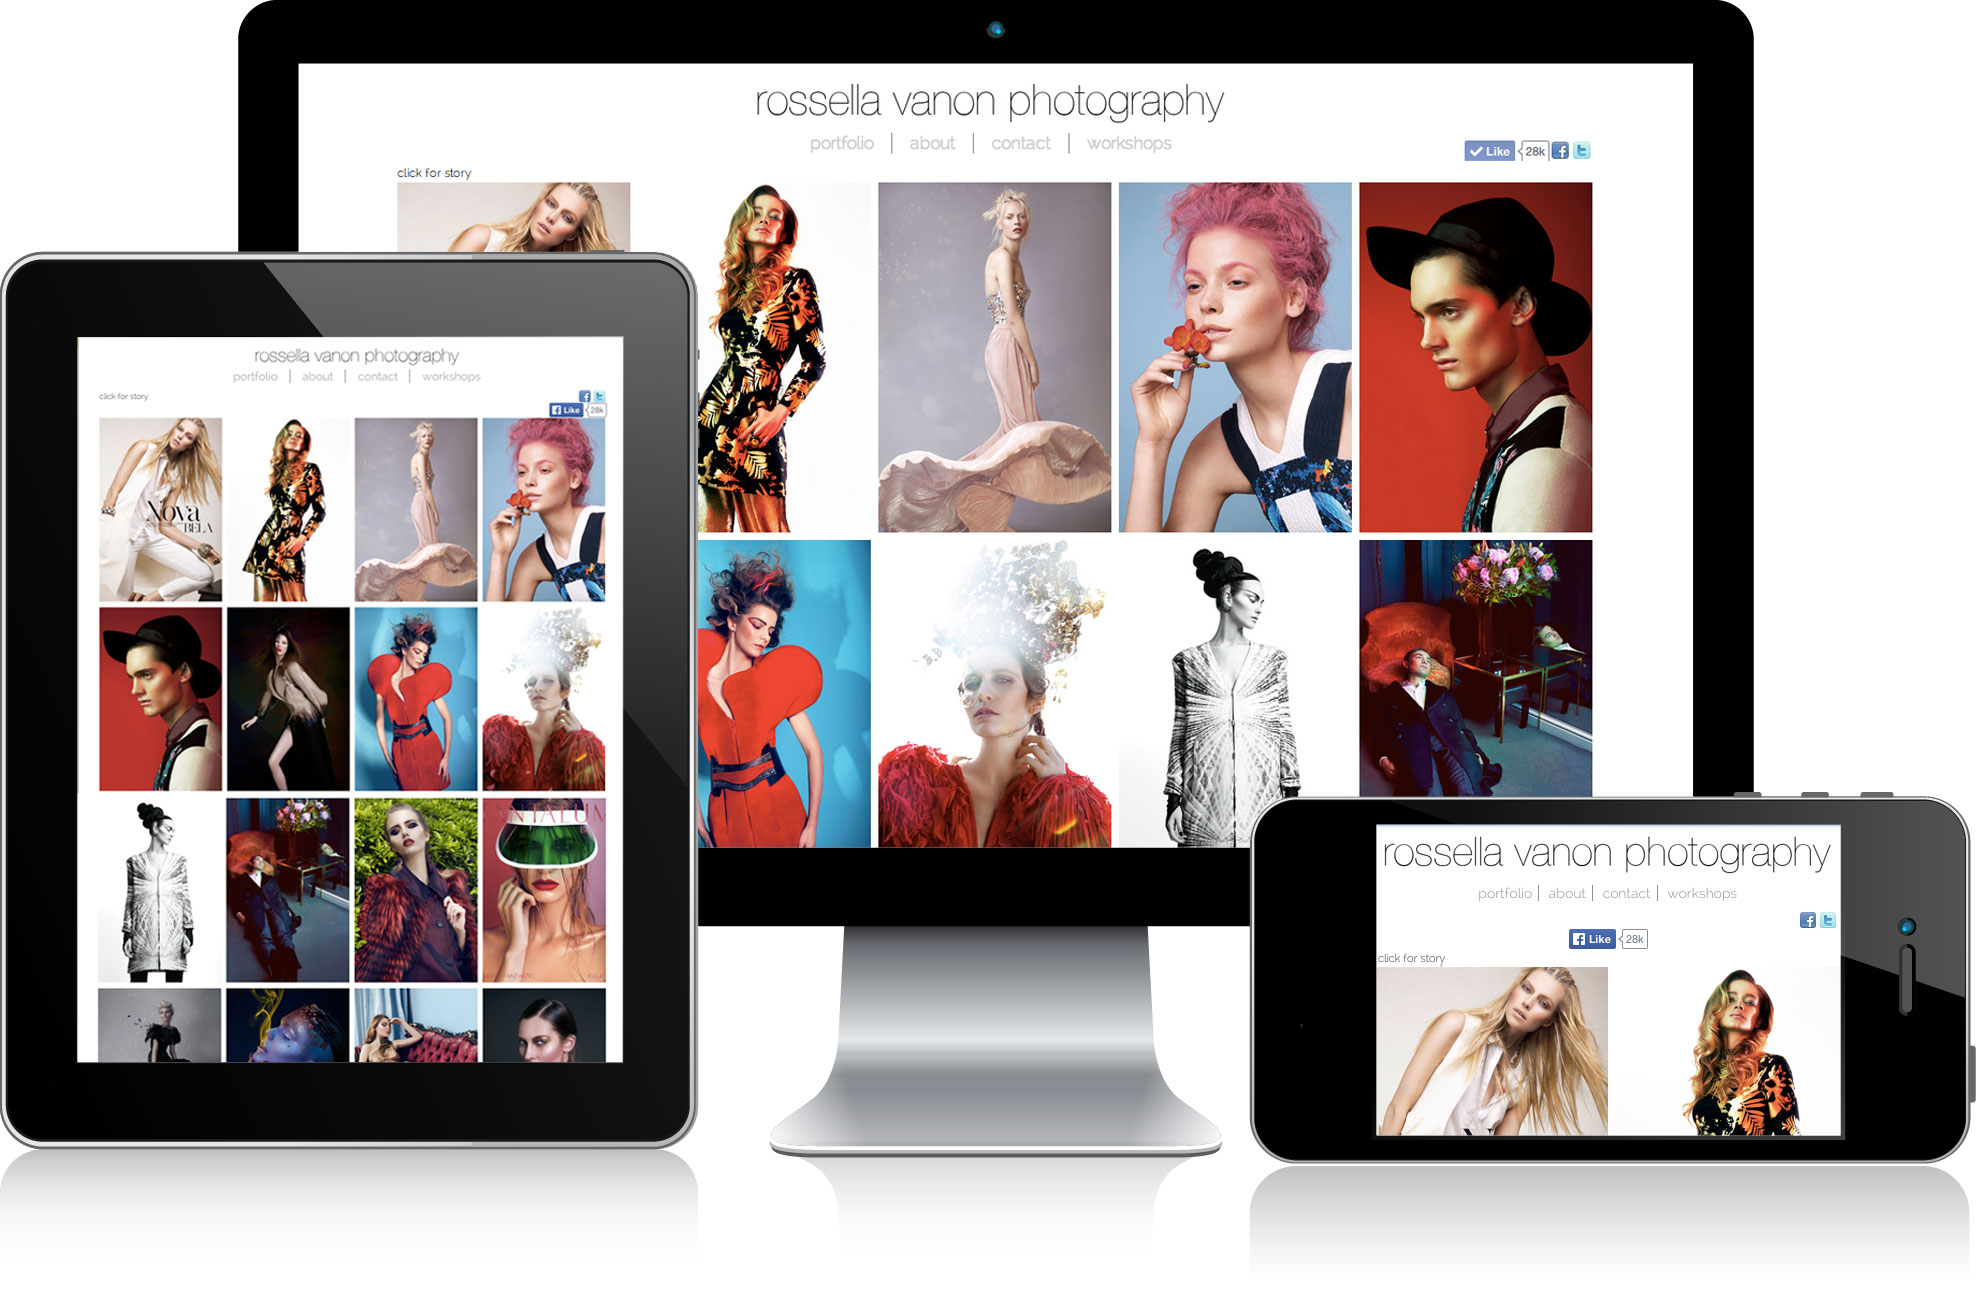 rossella vanon photography
portfolio | about | contact | workshops
Like 28k
click for story
rossella vanon photography
portfolio | about | contact | workshops
click for story
Like 28k
Nova
BELA
rossella vanon photography
portfolio | about | contact | workshops
Like 28k
click for story